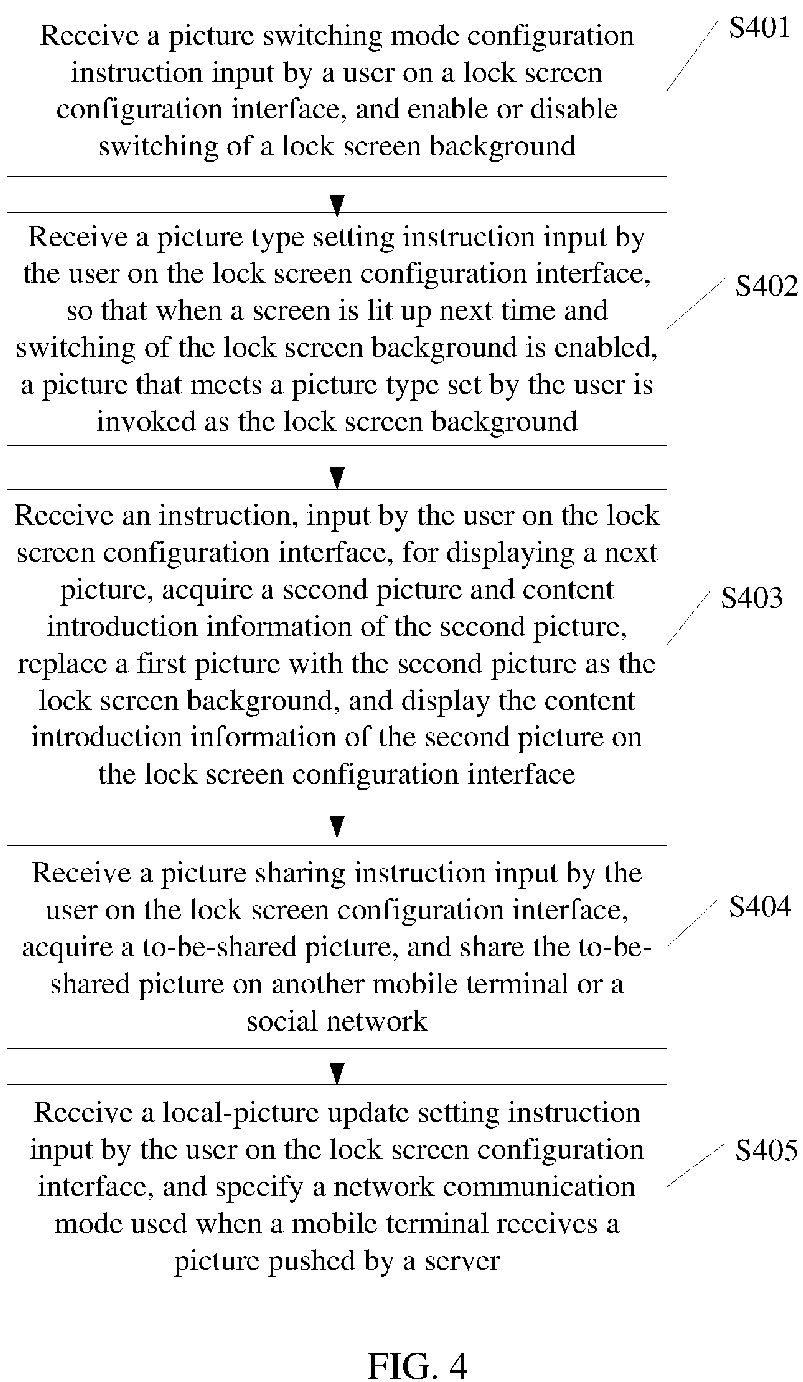 Receive a picture switching mode configuration
instruction input by a user on a lock screen
configuration interface, and enable or disable
switching of a lock screen background
S401
Receive a picture type setting instruction input by
the user on the lock screen configuration interface,
so that when a screen is lit up next time and
switching of the lock screen background is enabled,
a picture that meets a picture type set by the user is
invoked as the lock screen background
S402
Receive an instruction, input by the user on the lock
screen configuration interface, for displaying a next
picture, acquire a second picture and content
introduction information of the second picture,
replace a first picture with the second picture as the
lock screen background, and display the content
introduction information of the second picture on
the lock screen configuration interface
S403
Receive a picture sharing instruction input by the
user on the lock screen configuration interface,
acquire a to-be-shared picture, and share the to-be-
shared picture on another mobile terminal or a
social network
S404
Receive a local-picture update setting instruction
input by the user on the lock screen configuration
interface, and specify a network communication
mode used when a mobile terminal receives a
picture pushed by a server
S405
FIG. 4